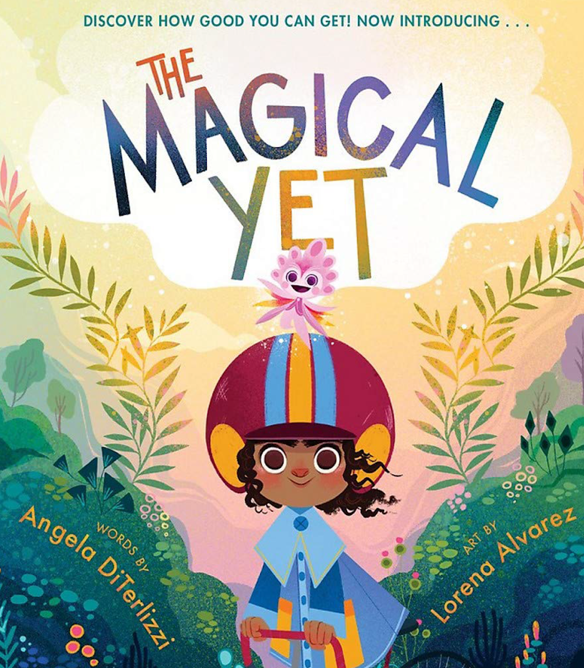 DISCOVER HOW GOOD YOU CAN GET! NOW INTRODUCING . . .
THE
MAGICAL
YET
WORDS BY
Angela DiTerlizzi
ART BY
Lorena Alvarez